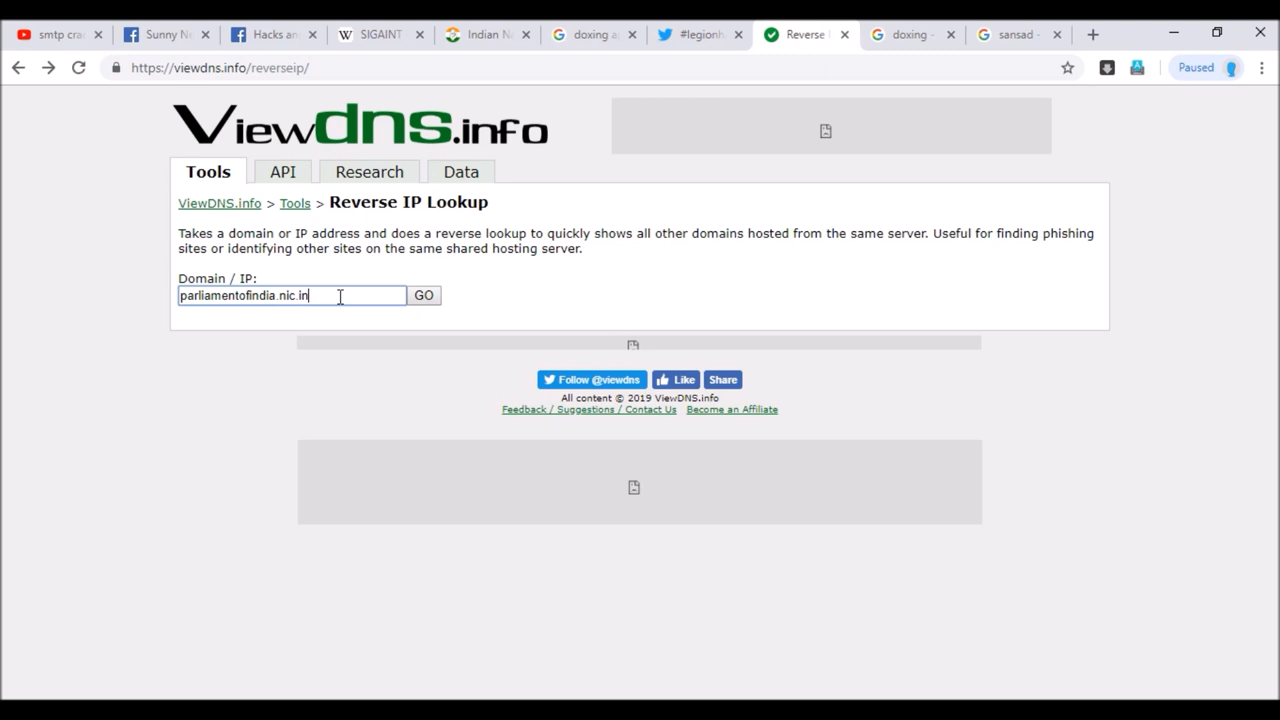 smtp cra
Sunny Ne
Hacks an
SIGAINT
Indian Na
doxing a
#legionh
Reverse
doxing -
sansad -
https://viewdns.info/reverseip/
Paused
Viewdns.info
Tools
API
Research
Data
ViewDNS.info > Tools > Reverse IP Lookup
Takes a domain or IP address and does a reverse lookup to quickly shows all other domains hosted from the same server. Useful for finding phishing
sites or identifying other sites on the same shared hosting server.
Domain / IP:
parliamentofindia.nic.in
GO
Follow @viewdns
Like
Share
All content © 2019 ViewDNS.info
Feedback / Suggestions / Contact Us Become an Affiliate